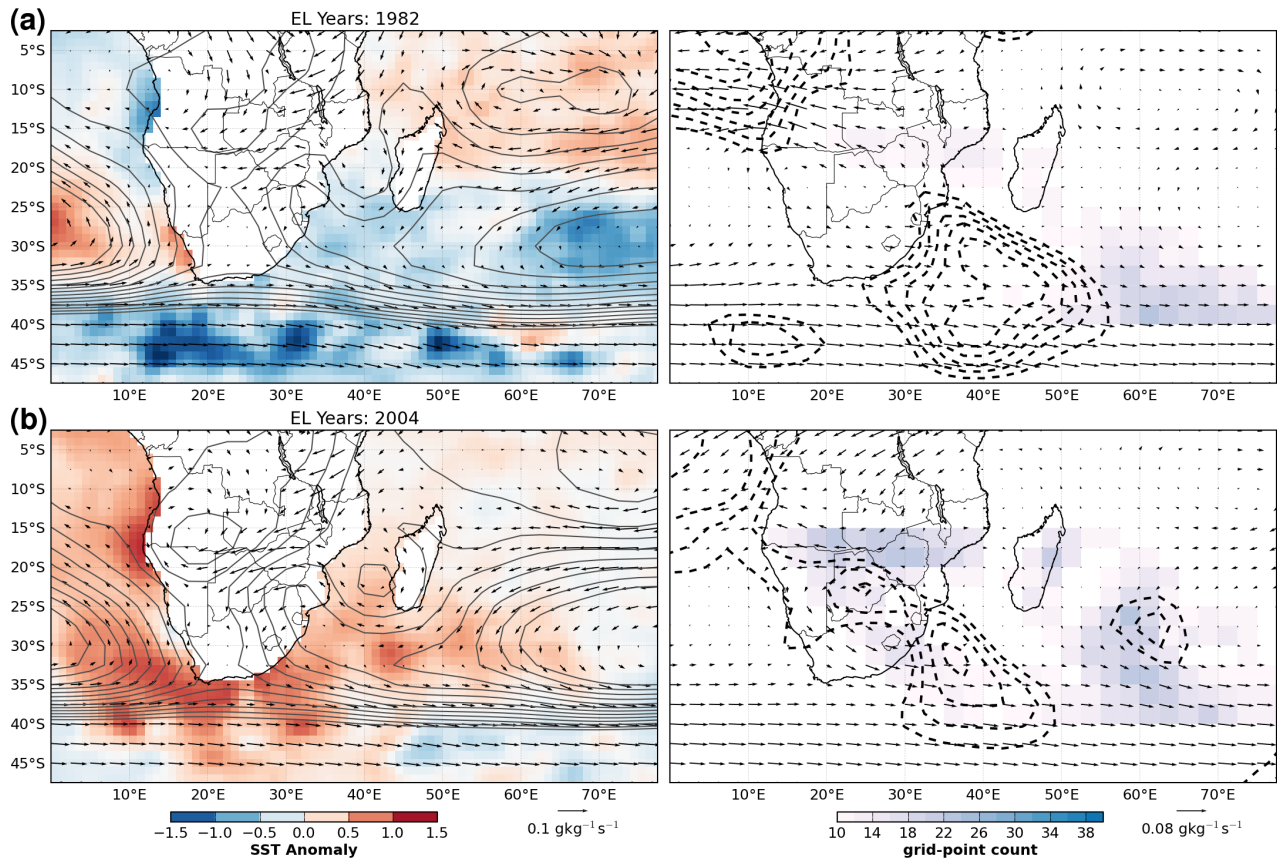 (a)
EL Years: 1982
5°S
10°S
15°S
20°S
25°S
30°S
35°S
40°S
45°S
10°E 20°E 30°E 40°E 50°E 60°E 70°E 10°E 20°E 30°E 40°E 50°E 60°E 70°E
(b)
EL Years: 2004
5°S
10°S
15°S
20°S
25°S
30°S
35°S
40°S
45°S
10°E 20°E 30°E 40°E 50°E 60°E 70°E 10°E 20°E 30°E 40°E 50°E 60°E 70°E
−1.5 −1.0 −0.5 0.0 0.5 1.0 1.5 0.1 gkg⁻¹s⁻¹ 10 14 18 22 26 30 34 38 0.08 gkg⁻¹s⁻¹
SST Anomaly grid-point count